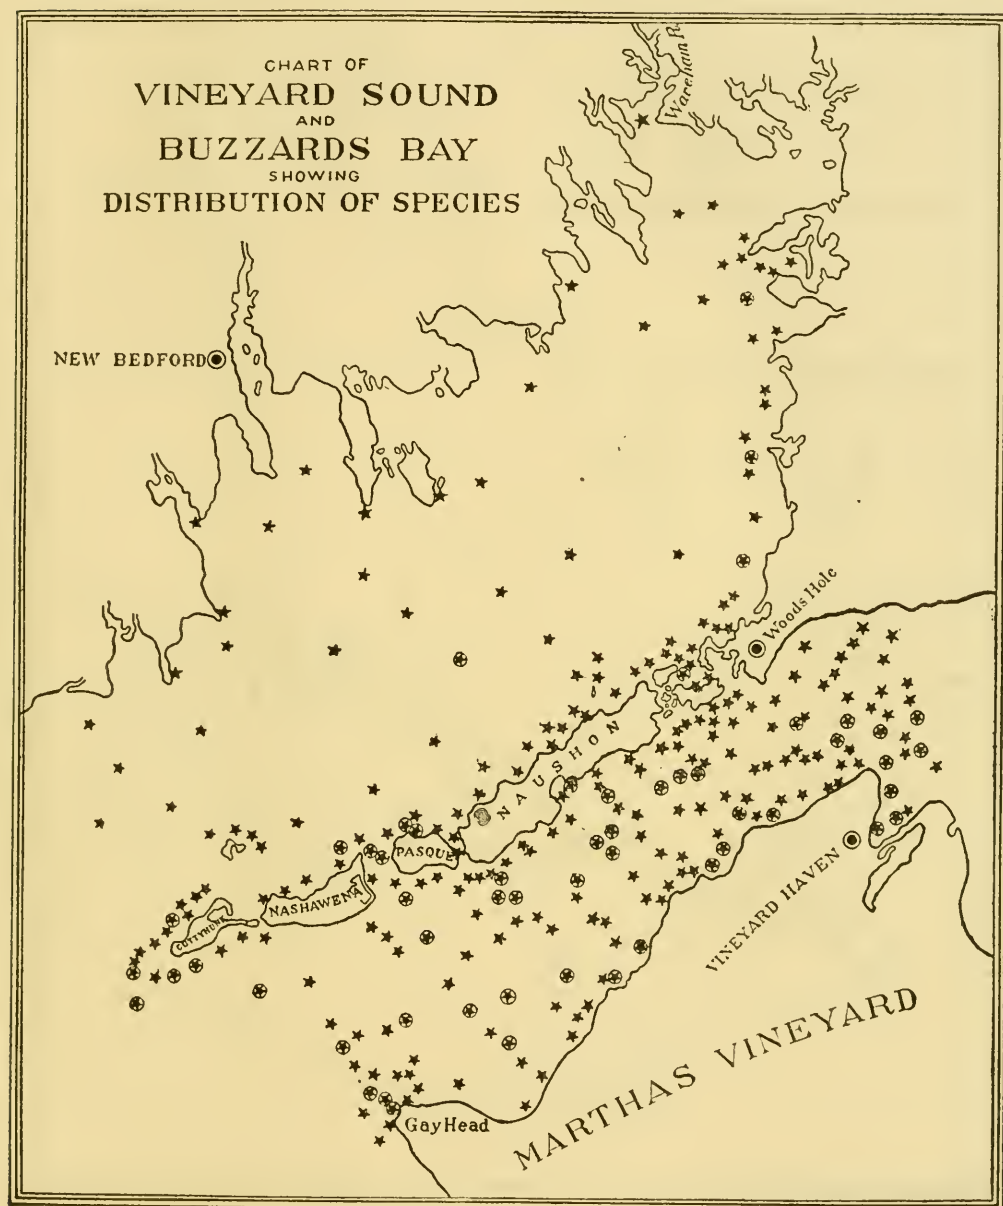 CHART OF
VINEYARD SOUND
AND
BUZZARDS BAY
SHOWING
DISTRIBUTION OF SPECIES
Wareham R.
NEW BEDFORD
Woods Hole
NAUSHON
PASQUE
NASHAWENA
CUTTYHUNK
VINEYARD HAVEN
MARTHAS VINEYARD
Gay Head